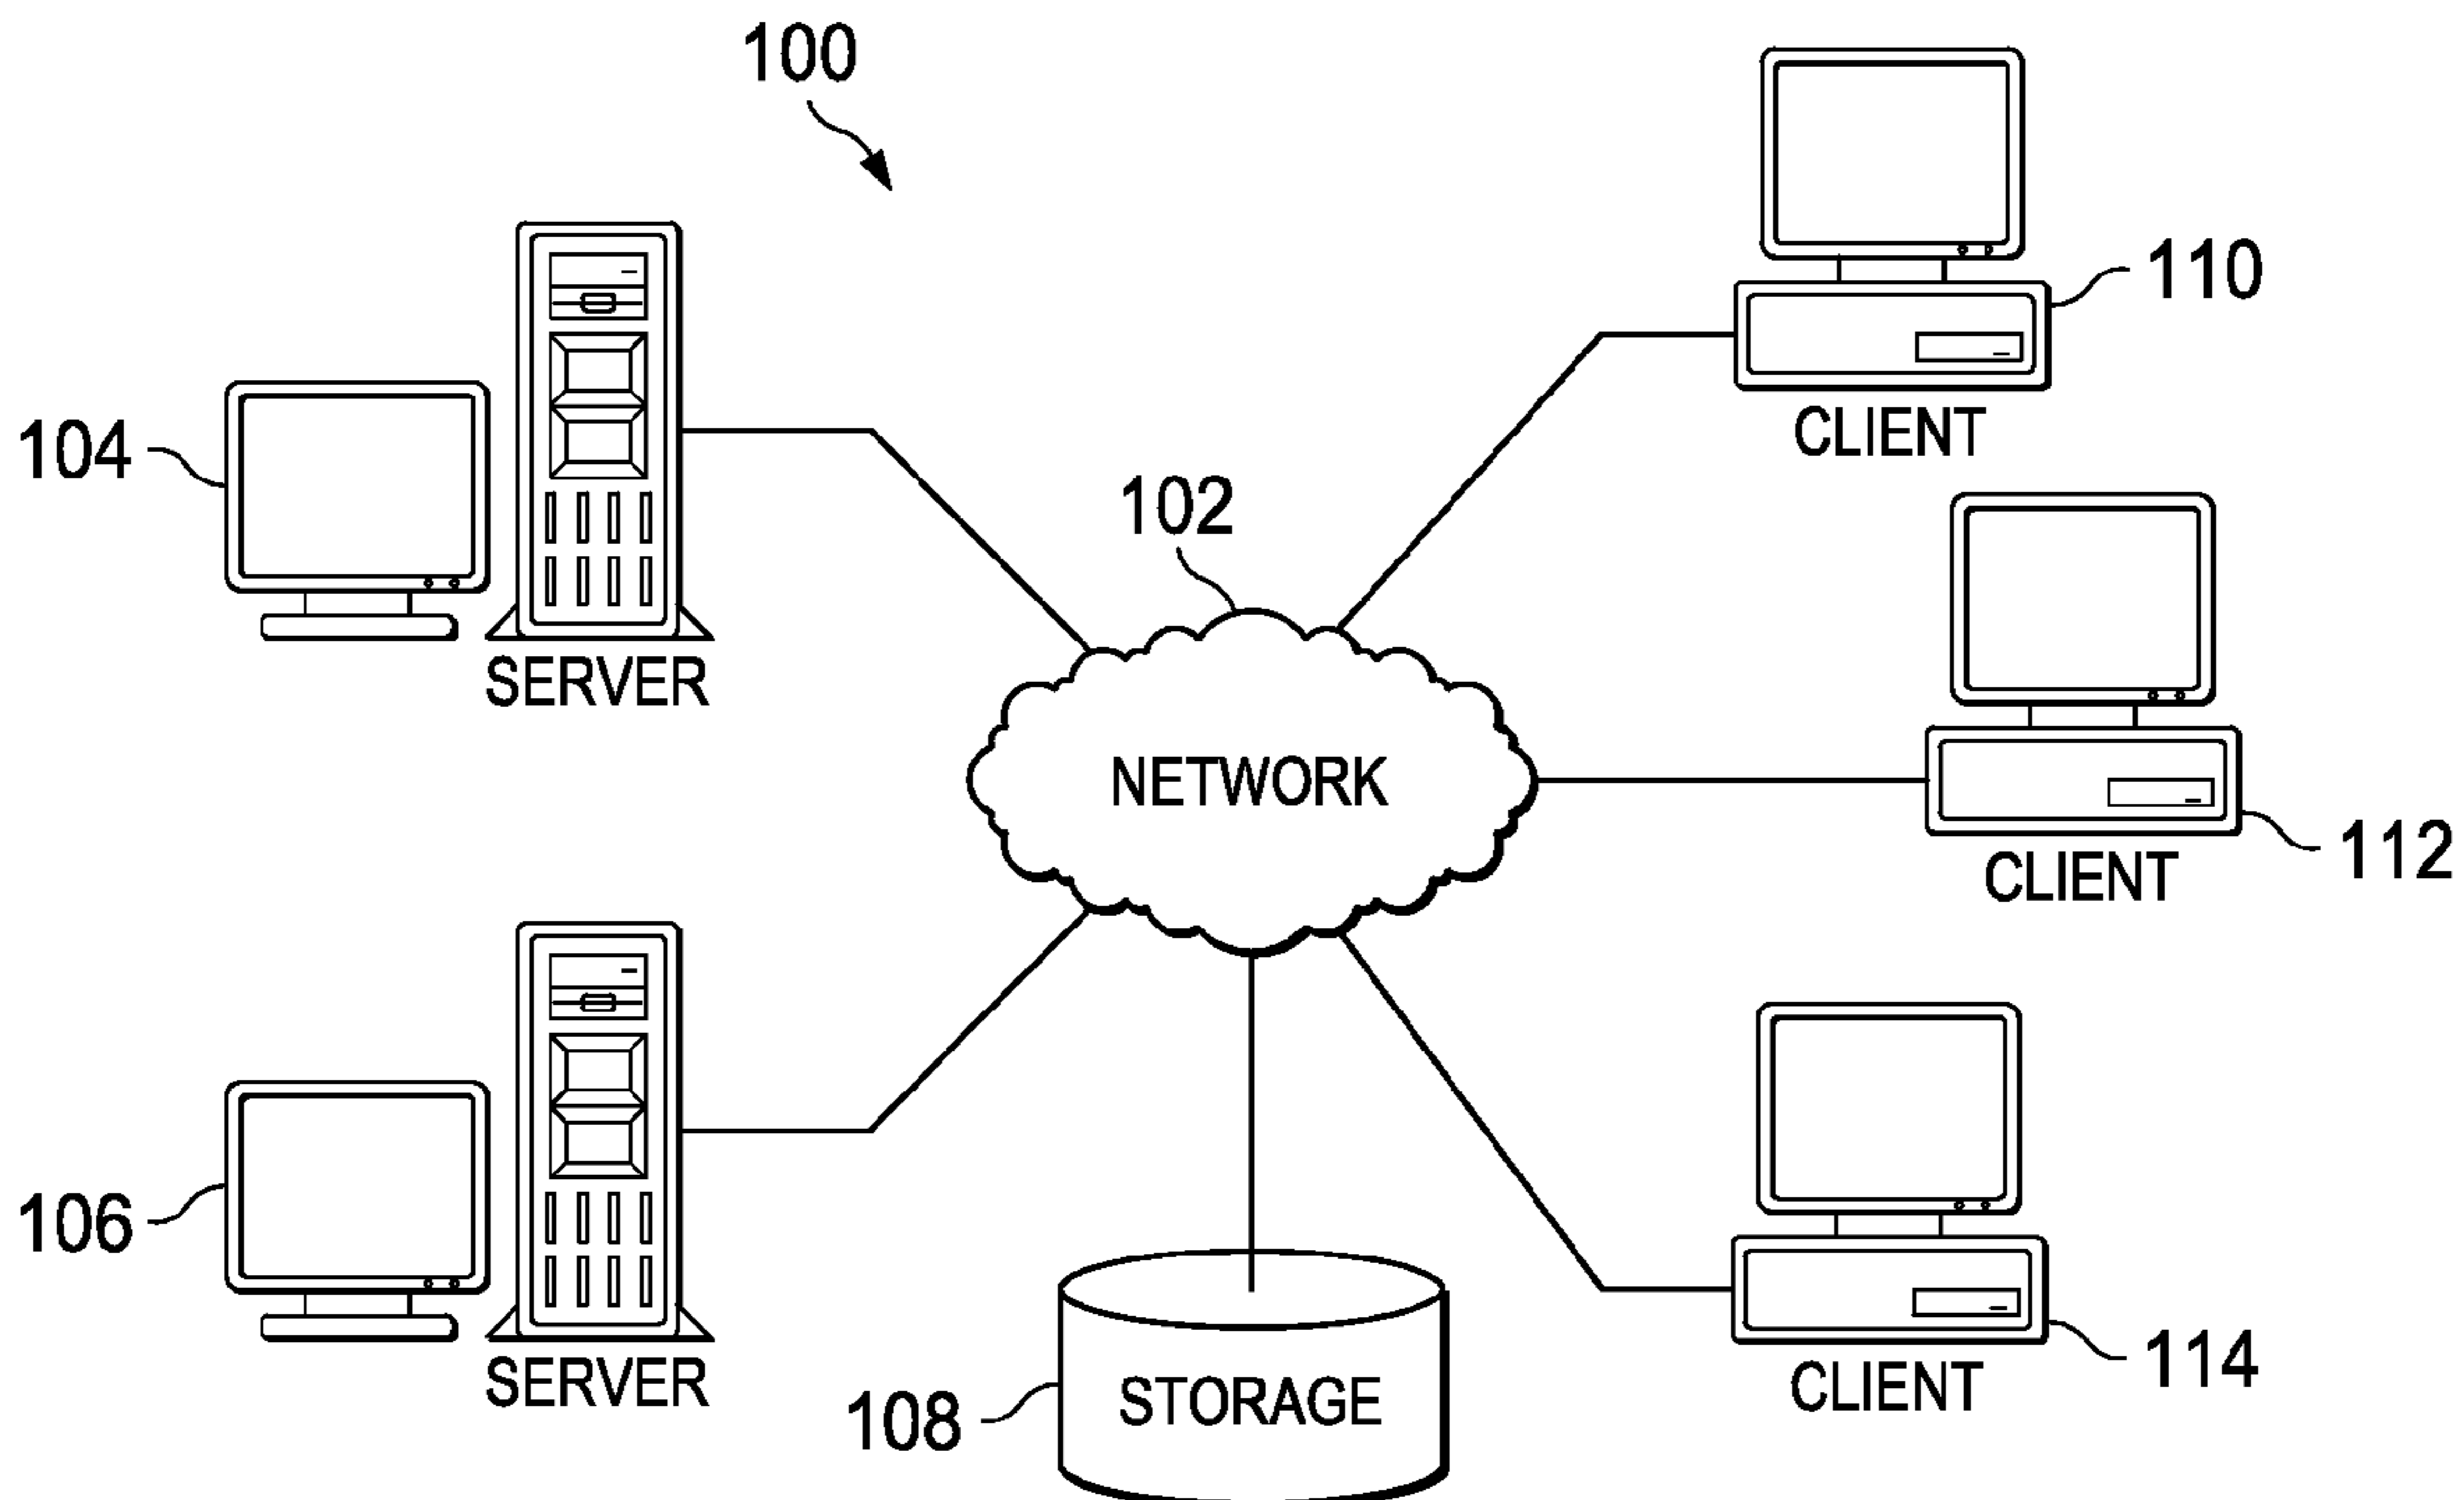 100
110
CLIENT
104
102
SERVER
NETWORK
112
CLIENT
106
SERVER
108
STORAGE
114
CLIENT